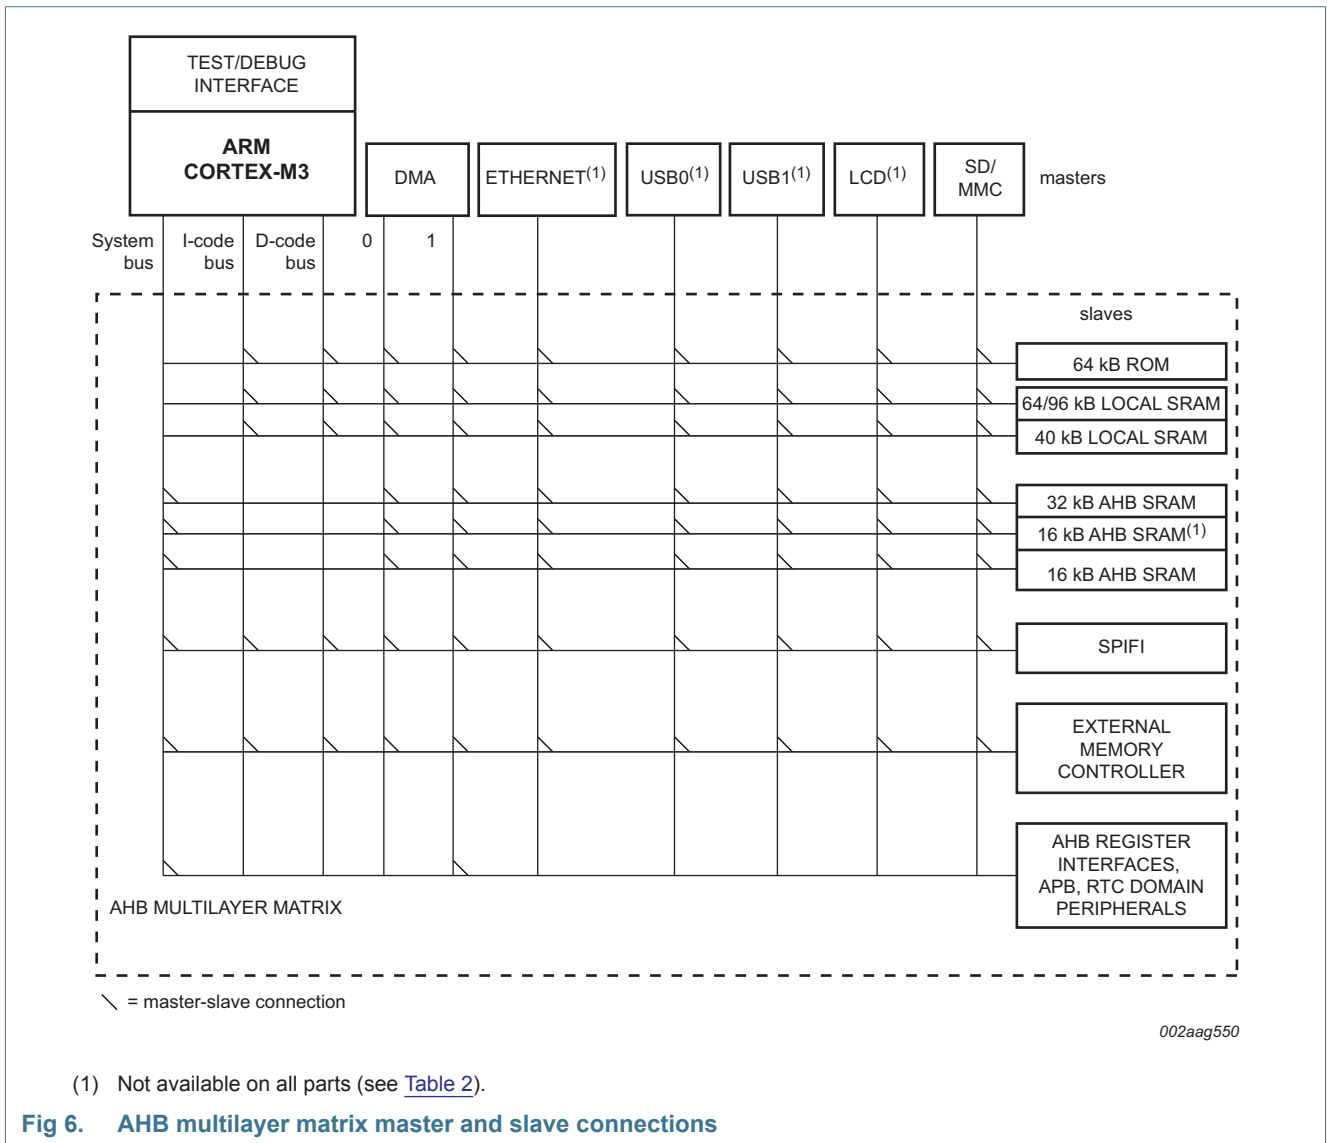 TEST/DEBUG
INTERFACE
ARM
CORTEX-M3
DMA
ETHERNET(1)
USB0(1)
USB1(1)
LCD(1)
SD/
MMC
masters
System
bus
I-code
bus
D-code
bus
0
1
slaves
64 kB ROM
64/96 kB LOCAL SRAM
40 kB LOCAL SRAM
32 kB AHB SRAM
16 kB AHB SRAM(1)
16 kB AHB SRAM
SPIFI
EXTERNAL
MEMORY
CONTROLLER
AHB REGISTER
INTERFACES,
APB, RTC DOMAIN
PERIPHERALS
AHB MULTILAYER MATRIX
= master-slave connection
002aag550
(1) Not available on all parts (see Table 2).
Fig 6. AHB multilayer matrix master and slave connections